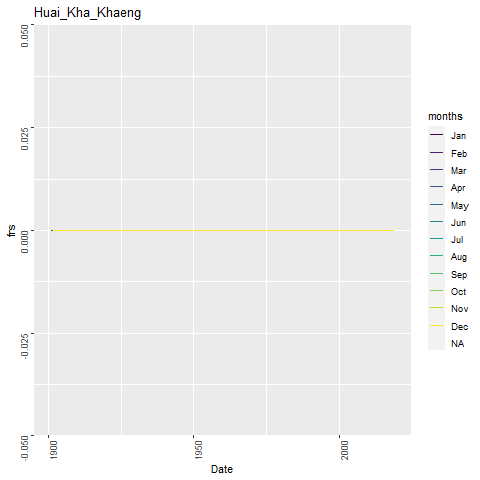 Huai_Kha_Khaeng
0.050
0.025
0.000
-0.025
-0.050
frs
1900
1950
2000
Date
months
Jan
Feb
Mar
Apr
May
Jun
Jul
Aug
Sep
Oct
Nov
Dec
NA